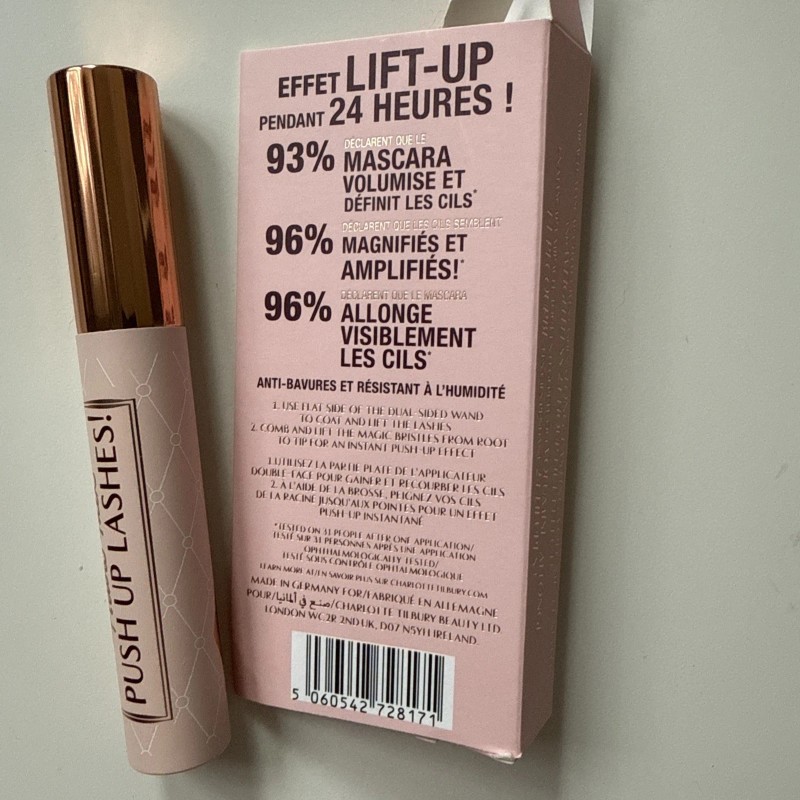 PUSH UP LASHES!
EFFET LIFT-UP
PENDANT 24 HEURES !
93% DÉCLARENT QUE LE
MASCARA
VOLUMISE ET
DÉFINIT LES CILS*
DÉCLARENT QUE LES CILS SEMBLENT
96% MAGNIFIÉS ET
AMPLIFIÉS!*
DÉCLARENT QUE LE MASCARA
96% ALLONGE
VISIBLEMENT
LES CILS*
ANTI-BAVURES ET RÉSISTANT À L'HUMIDITÉ
1. USE FLAT SIDE OF THE DUAL-SIDED WAND
TO COAT AND LIFT THE LASHES
2. COMB AND LIFT THE MAGIC BRISTLES FROM ROOT
TO TIP FOR AN INSTANT PUSH-UP EFFECT
1.UTILISEZ LA PARTIE PLATE DE L'APPLICATEUR
DOUBLE-FACE POUR GAINER ET RECOURBER LES CILS
2. À L'AIDE DE LA BROSSE, PEIGNEZ VOS CILS
DE LA RACINE JUSQU'AUX POINTES POUR UN EFFET
PUSH-UP INSTANTANÉ
*TESTED ON 31 PEOPLE AFTER ONE APPLICATION/
TESTÉ SUR 31 PERSONNES APRÈS UNE APPLICATION
OPHTHALMOLOGICALLY TESTED/
TESTÉ SOUS CONTRÔLE OPHTALMOLOGIQUE
LEARN MORE AT/EN SAVOIR PLUS SUR CHARLOTTETILBURY.COM
MADE IN GERMANY FOR/FABRIQUÉ EN ALLEMAGNE
POUR/صنع في ألمانيا/CHARLOTTE TILBURY BEAUTY LTD.
LONDON WC2R 2ND UK, D07 N5YH IRELAND
5 060542 728171